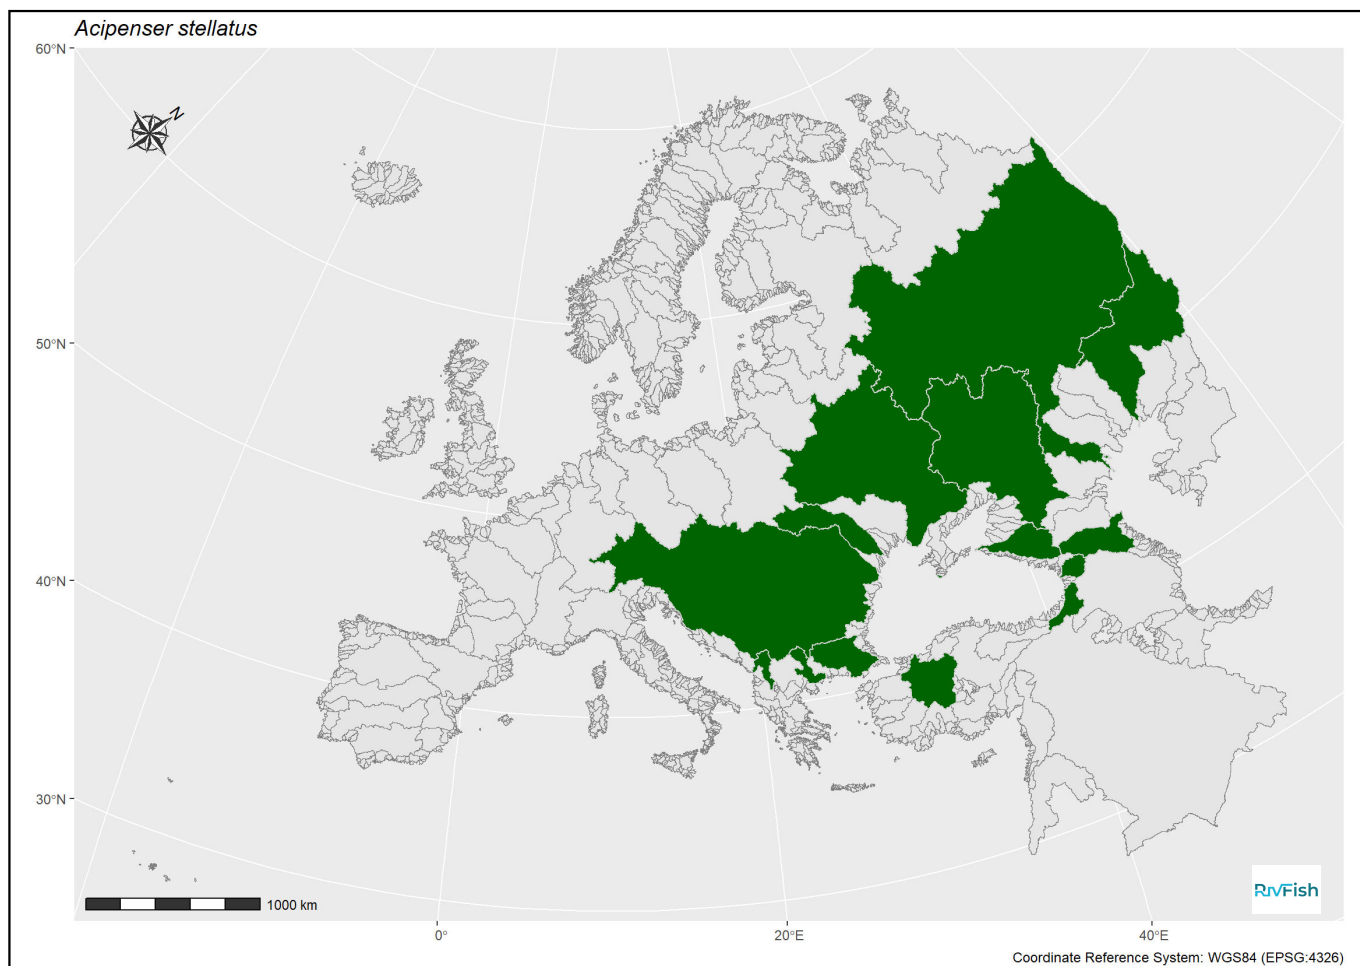 Acipenser stellatus
60°N
N
50°N
40°N
30°N
1000 km
RIVFISH
0°
20°E
40°E
Coordinate Reference System: WGS84 (EPSG:4326)